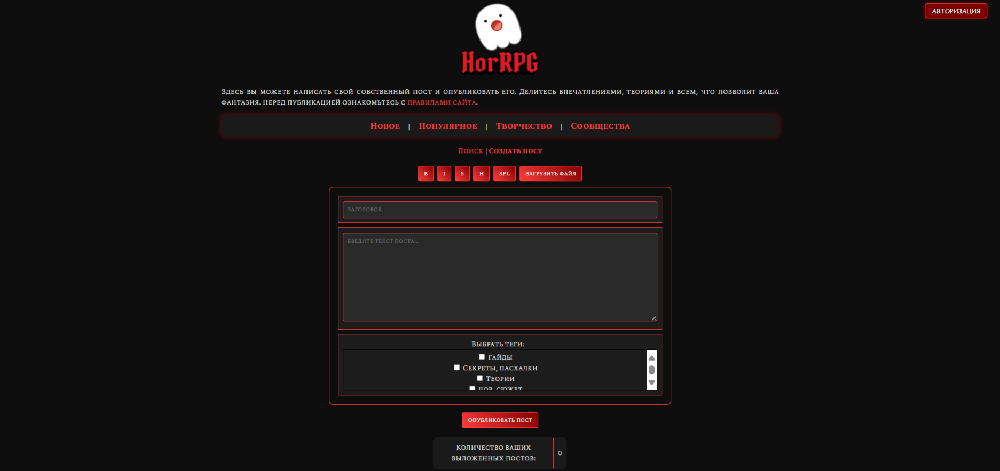 АВТОРИЗАЦИЯ
HorRPG
Здесь вы можете написать свой собственный пост и опубликовать его. Делитесь впечатлениями, теориями и всем, что позволит ваша
фантазия. Перед публикацией ознакомьтесь с правилами сайта.
Новое | Популярное | Творчество | Сообщества
Поиск | Создать пост
B I S H SPL ЗАГРУЗИТЬ ФАЙЛ
ЗАГОЛОВОК
ВВЕДИТЕ ТЕКСТ ПОСТА...
Выбрать теги:
Гайды
Секреты, пасхалки
Теории
Лор, сюжет
ОПУБЛИКОВАТЬ ПОСТ
Количество ваших
выложенных постов:
0